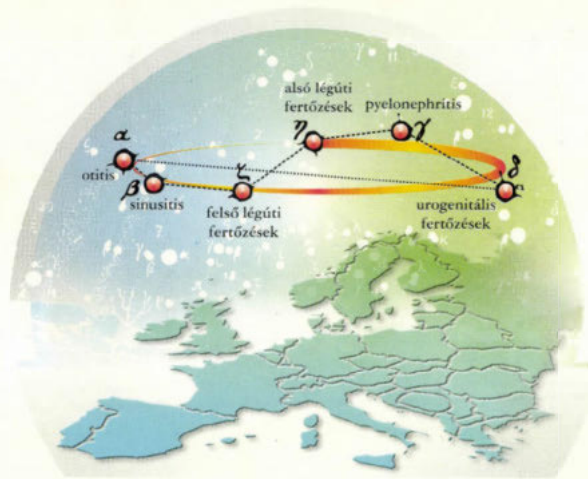 alsó légúti
fertőzések
pyelonephritis
η
γ
α
otitis
β
sinusitis
ζ
felső légúti
fertőzések
δ
urogenitális
fertőzések